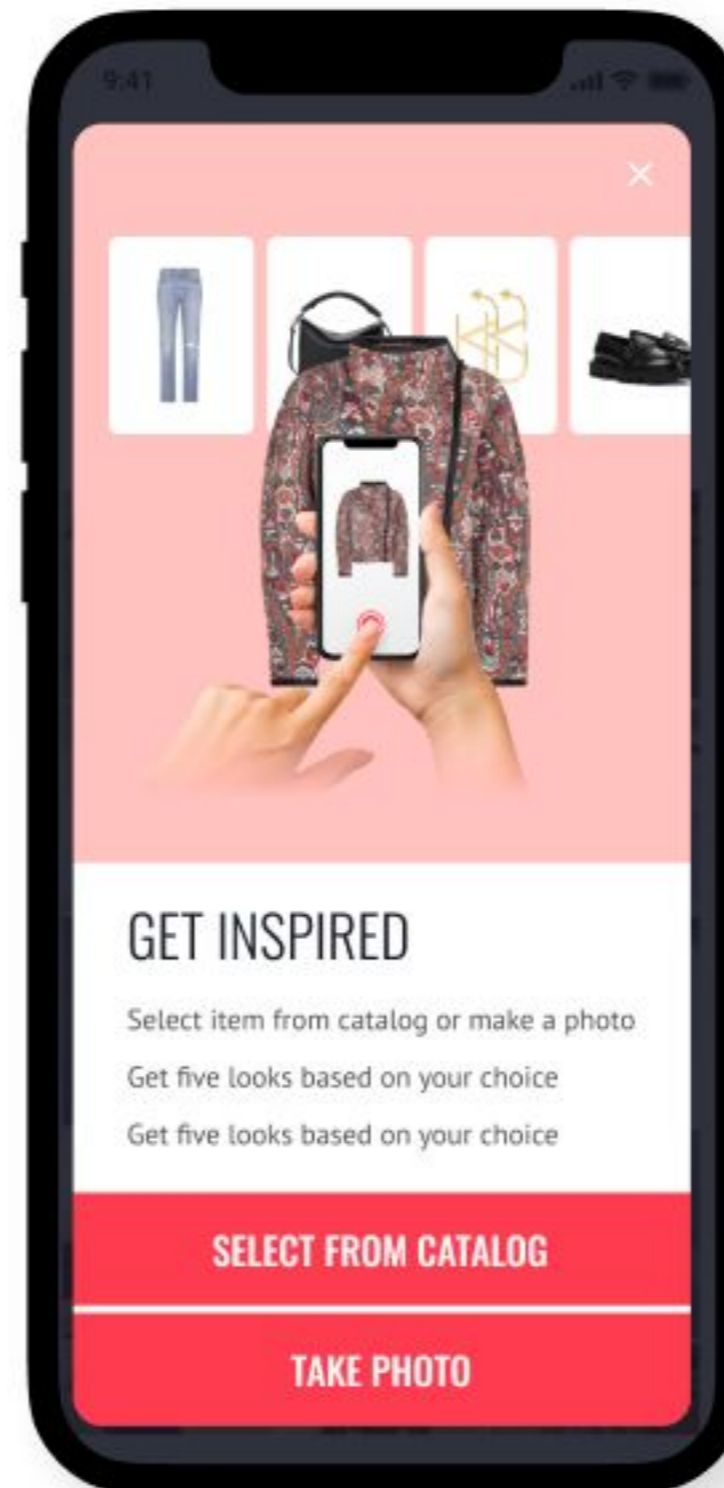 9:41
GET INSPIRED
Select item from catalog or make a photo
Get five looks based on your choice
Get five looks based on your choice
SELECT FROM CATALOG
TAKE PHOTO